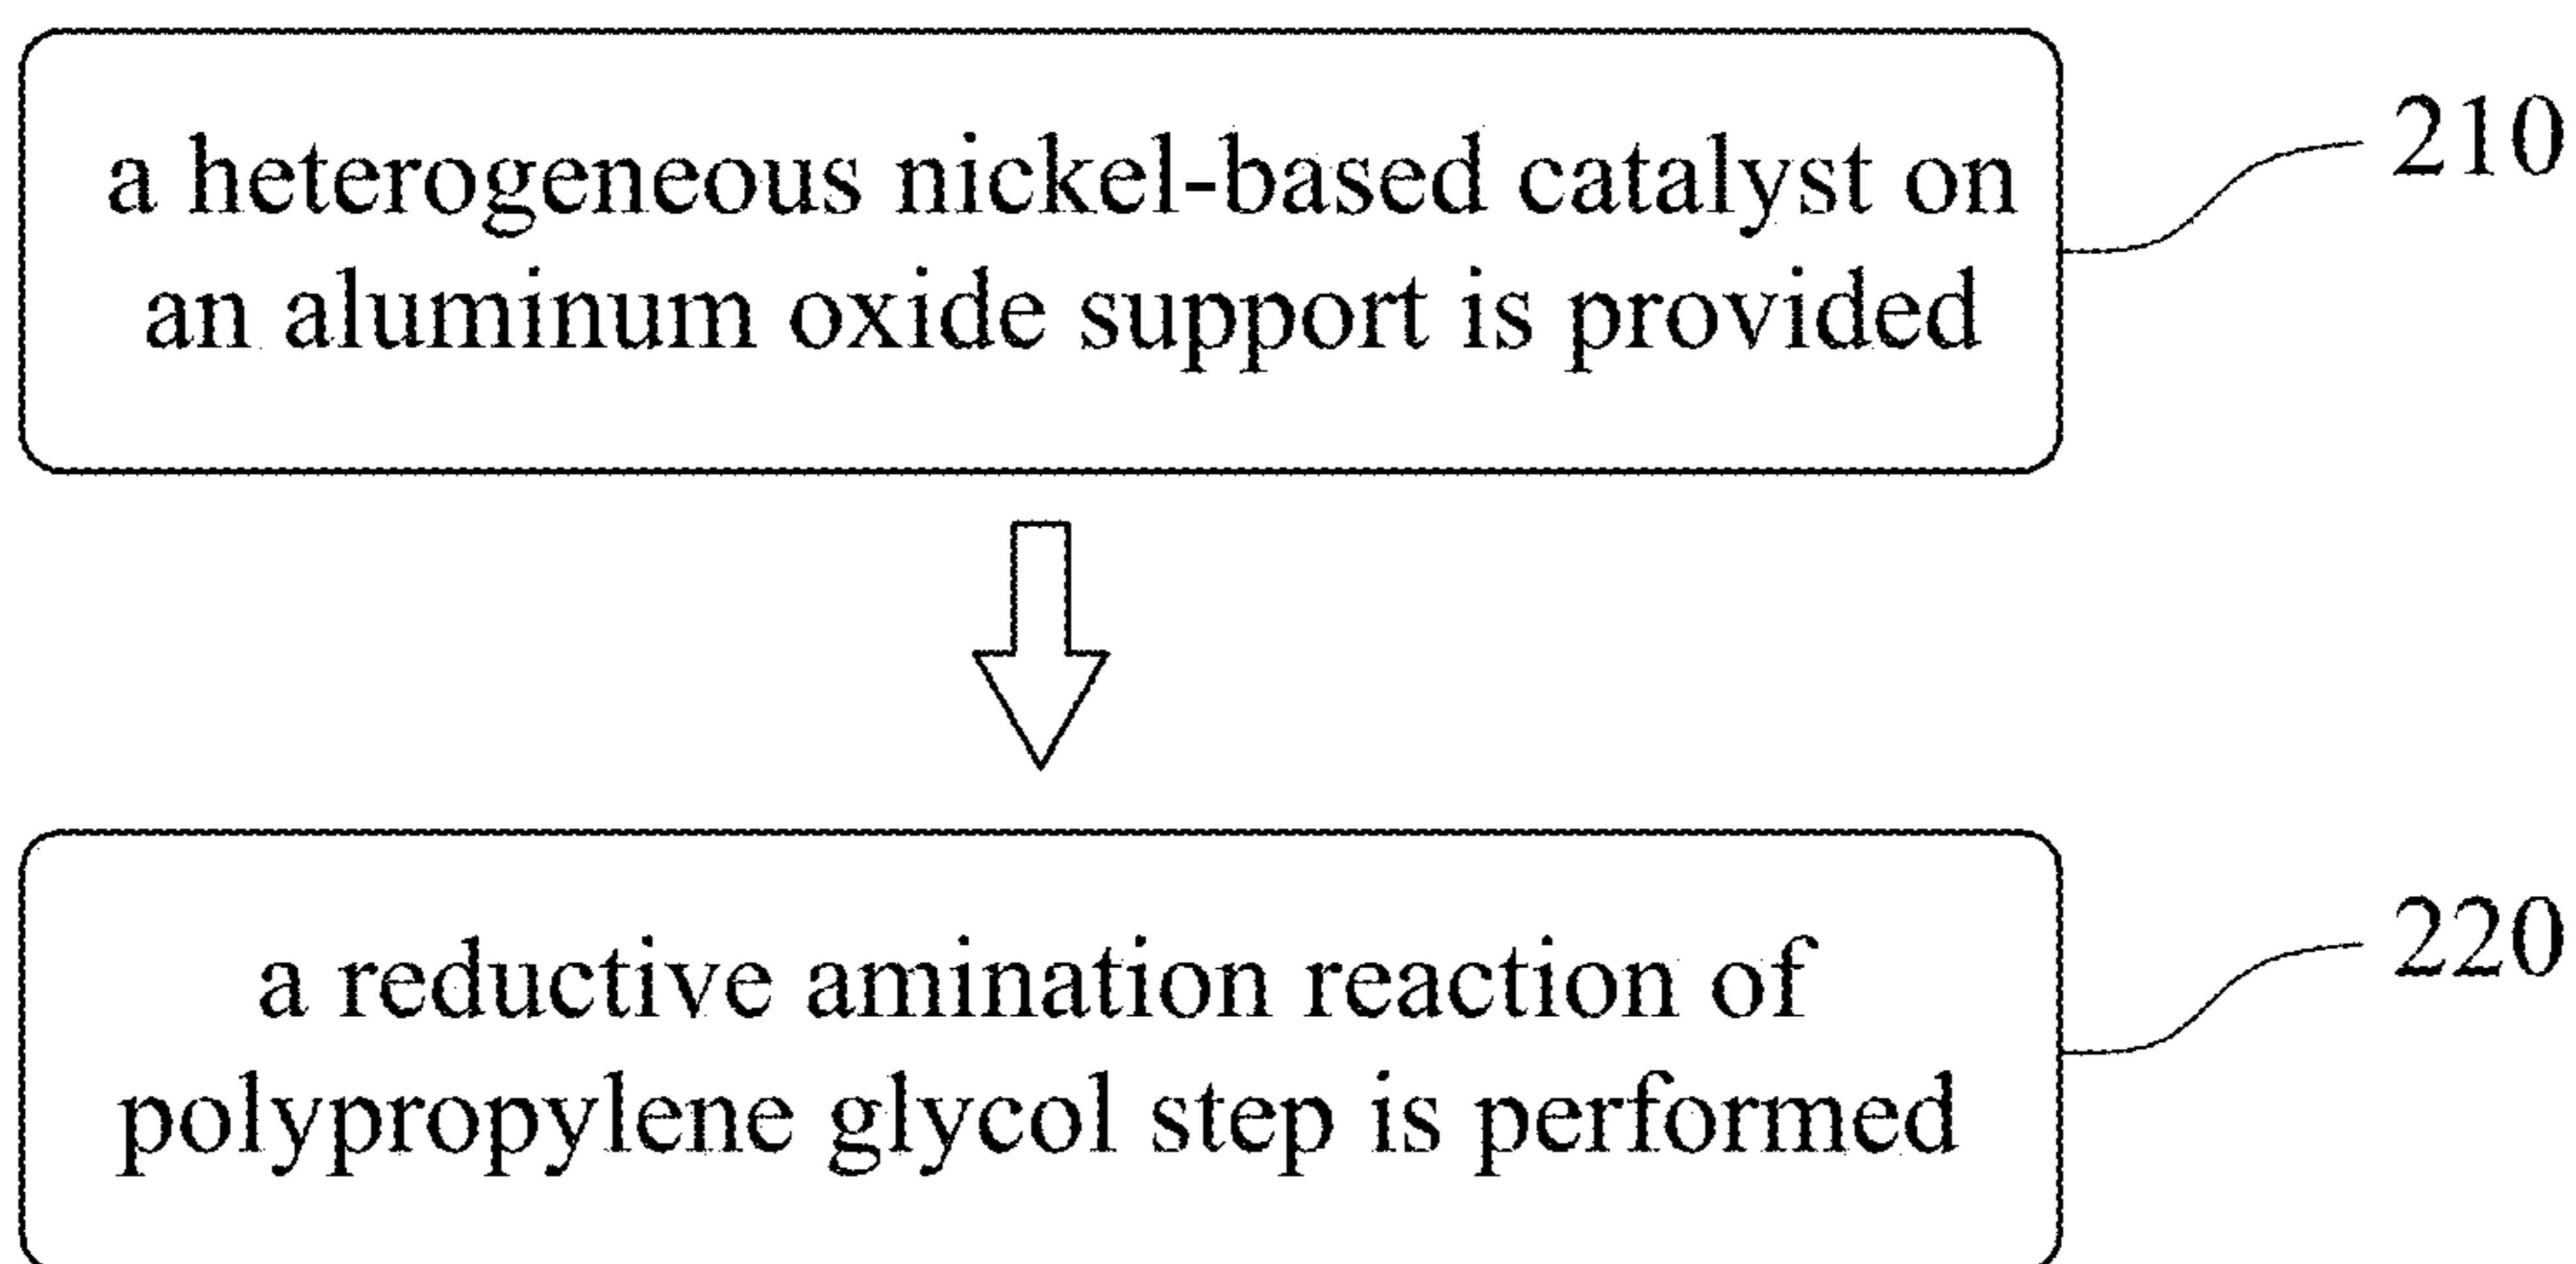 a heterogeneous nickel-based catalyst on
an aluminum oxide support is provided
210
a reductive amination reaction of
polypropylene glycol step is performed
220